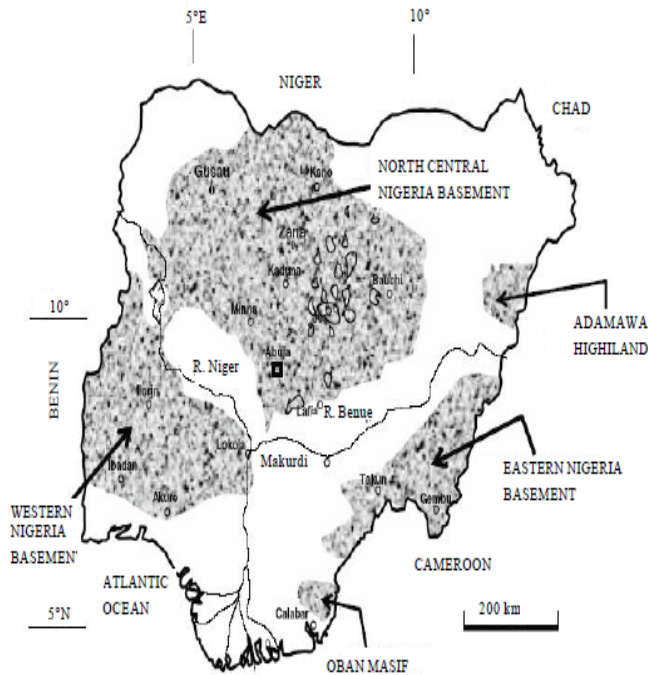 5°E
10°
NIGER
CHAD
NORTH CENTRAL
NIGERIA BASEMENT
Gusau
Kano
Zaria
Kaduna
Bauchi
Minna
10°
ADAMAWA
HIGHILAND
Abuja
R. Niger
BENIN
Ilorin
Lafia
R. Benue
Lokoja
Makurdi
EASTERN NIGERIA
BASEMENT
Ibadan
Takun
Akure
Gembu
WESTERN
NIGERIA
BASEMEN'
CAMEROON
ATLANTIC
OCEAN
5°N
Calabar
200 km
OBAN MASIF